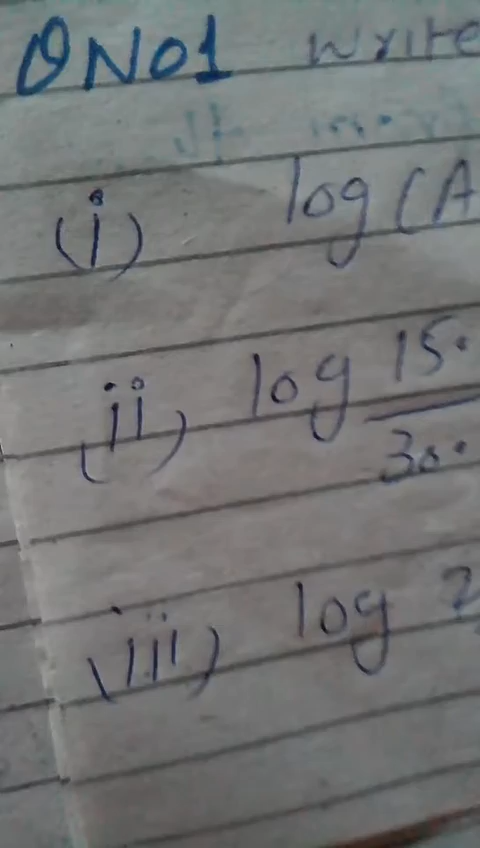 QNO1 Write
(i) log (A
(ii) log 15.
30.
(iii) log